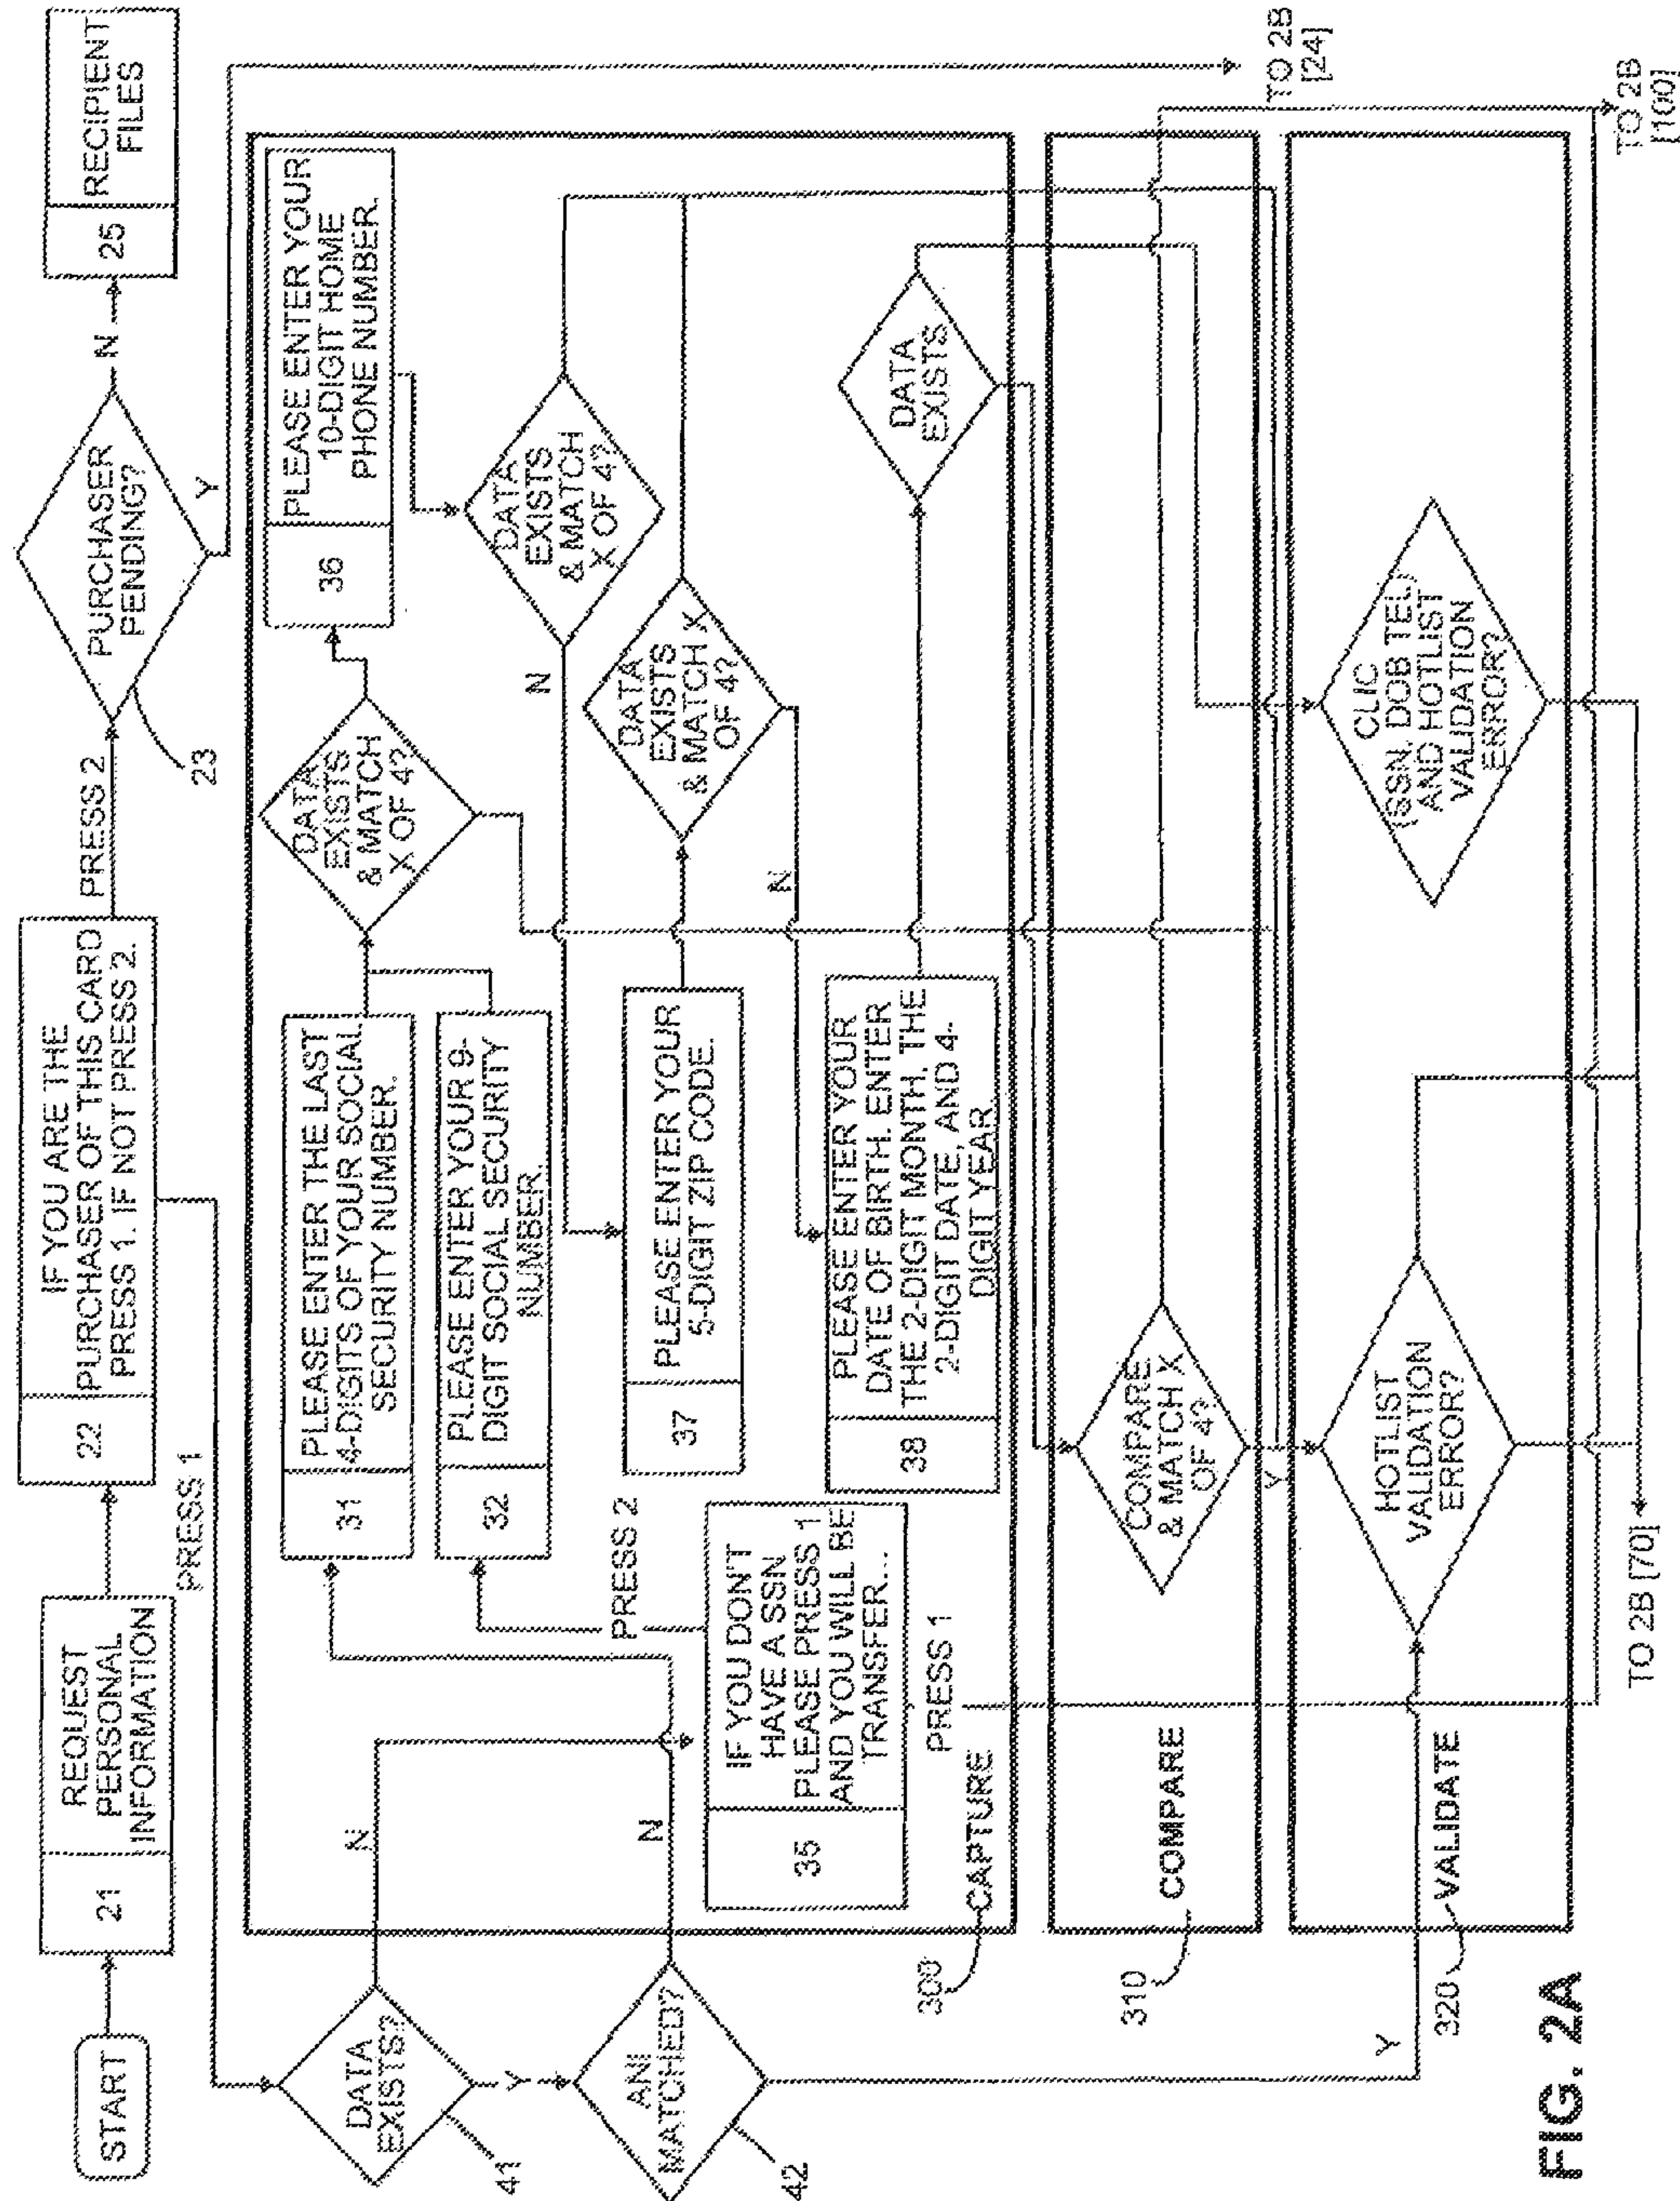 START
21
REQUEST
PERSONAL
INFORMATION
22
IF YOU ARE THE
PURCHASER OF THIS CARD
PRESS 1. IF NOT PRESS 2.
PRESS 2
PURCHASER
PENDING?
23
N
25
RECIPIENT
FILES
Y
PRESS 1
DATA
EXISTS?
41
N
Y
ANI
MATCHED?
42
N
Y
31
PLEASE ENTER THE LAST
4-DIGITS OF YOUR SOCIAL
SECURITY NUMBER.
32
PLEASE ENTER YOUR 9-
DIGIT SOCIAL SECURITY
NUMBER.
DATA
EXISTS
& MATCH
X OF 4?
36
PLEASE ENTER YOUR
10-DIGIT HOME
PHONE NUMBER.
DATA
EXISTS
& MATCH
X OF 4?
N
PRESS 2
35
IF YOU DON'T
HAVE A SSN
PLEASE PRESS 1
AND YOU WILL BE
TRANSFER...
PRESS 1
37
PLEASE ENTER YOUR
5-DIGIT ZIP CODE.
DATA
EXISTS
& MATCH X
OF 4?
N
38
PLEASE ENTER YOUR
DATE OF BIRTH. ENTER
THE 2-DIGIT MONTH. THE
2-DIGIT DATE, AND 4-
DIGIT YEAR.
DATA
EXISTS
300
CAPTURE
310
COMPARE
COMPARE
& MATCH X
OF 4?
Y
320
VALIDATE
HOTLIST
VALIDATION
ERROR?
CLIC
(SSN, DOB TEL)
AND HOTLIST
VALIDATION
ERROR?
TO 2B
[24]
TO 2B
[100]
TO 2B [70]
FIG. 2A